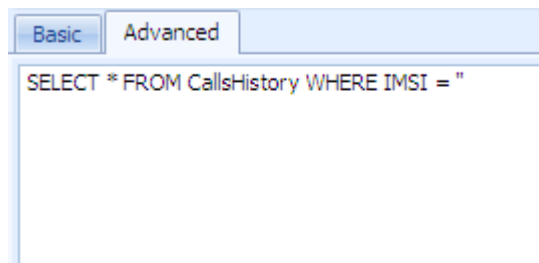 Basic
Advanced
SELECT * FROM CallsHistory WHERE IMSI = ''